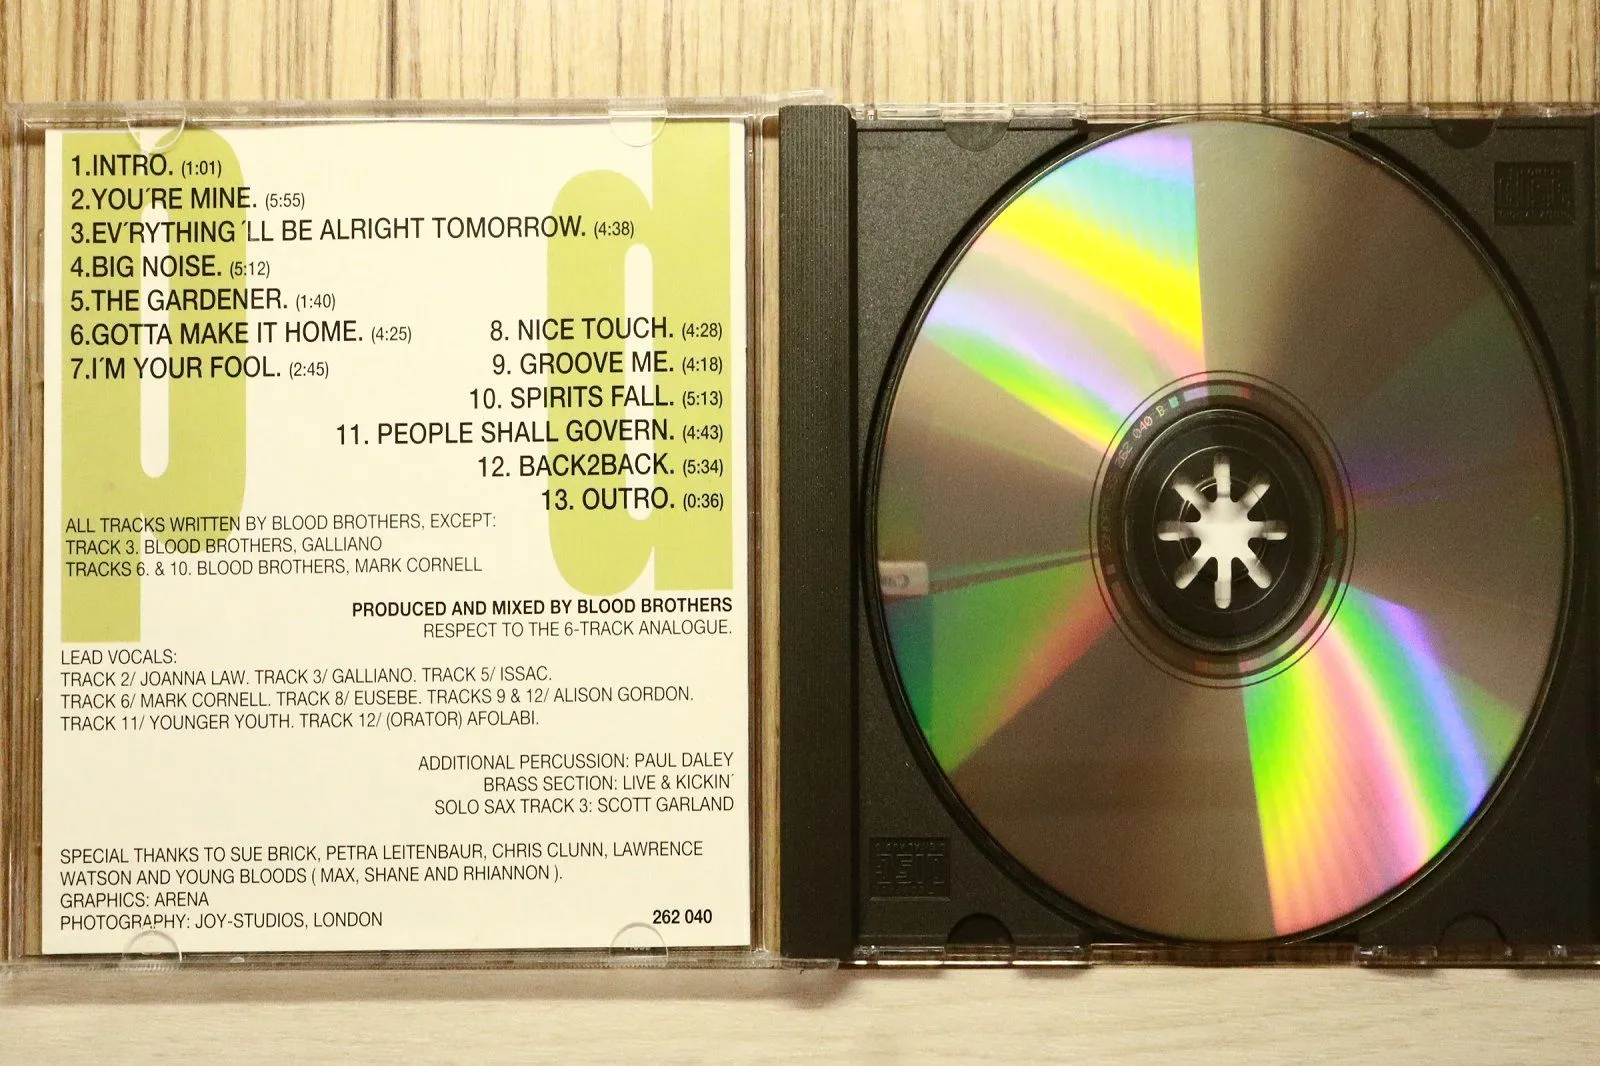 1.INTRO. (1:01)
2.YOU´RE MINE. (5:55)
3.EV´RYTHING ´LL BE ALRIGHT TOMORROW. (4:38)
4.BIG NOISE. (5:12)
5.THE GARDENER. (1:40)
6.GOTTA MAKE IT HOME. (4:25)
7.I´M YOUR FOOL. (2:45)
8. NICE TOUCH. (4:28)
9. GROOVE ME. (4:18)
10. SPIRITS FALL. (5:13)
11. PEOPLE SHALL GOVERN. (4:43)
12. BACK2BACK. (5:34)
13. OUTRO. (0:36)
ALL TRACKS WRITTEN BY BLOOD BROTHERS, EXCEPT:
TRACK 3. BLOOD BROTHERS, GALLIANO
TRACKS 6. & 10. BLOOD BROTHERS, MARK CORNELL
PRODUCED AND MIXED BY BLOOD BROTHERS
RESPECT TO THE 6-TRACK ANALOGUE.
LEAD VOCALS:
TRACK 2/ JOANNA LAW. TRACK 3/ GALLIANO. TRACK 5/ ISSAC.
TRACK 6/ MARK CORNELL. TRACK 8/ EUSEBE. TRACKS 9 & 12/ ALISON GORDON.
TRACK 11/ YOUNGER YOUTH. TRACK 12/ (ORATOR) AFOLABI.
ADDITIONAL PERCUSSION: PAUL DALEY
BRASS SECTION: LIVE & KICKIN´
SOLO SAX TRACK 3: SCOTT GARLAND
SPECIAL THANKS TO SUE BRICK, PETRA LEITENBAUR, CHRIS CLUNN, LAWRENCE
WATSON AND YOUNG BLOODS ( MAX, SHANE AND RHIANNON ).
GRAPHICS: ARENA
PHOTOGRAPHY: JOY-STUDIOS, LONDON
262 040
p d
262 040 B